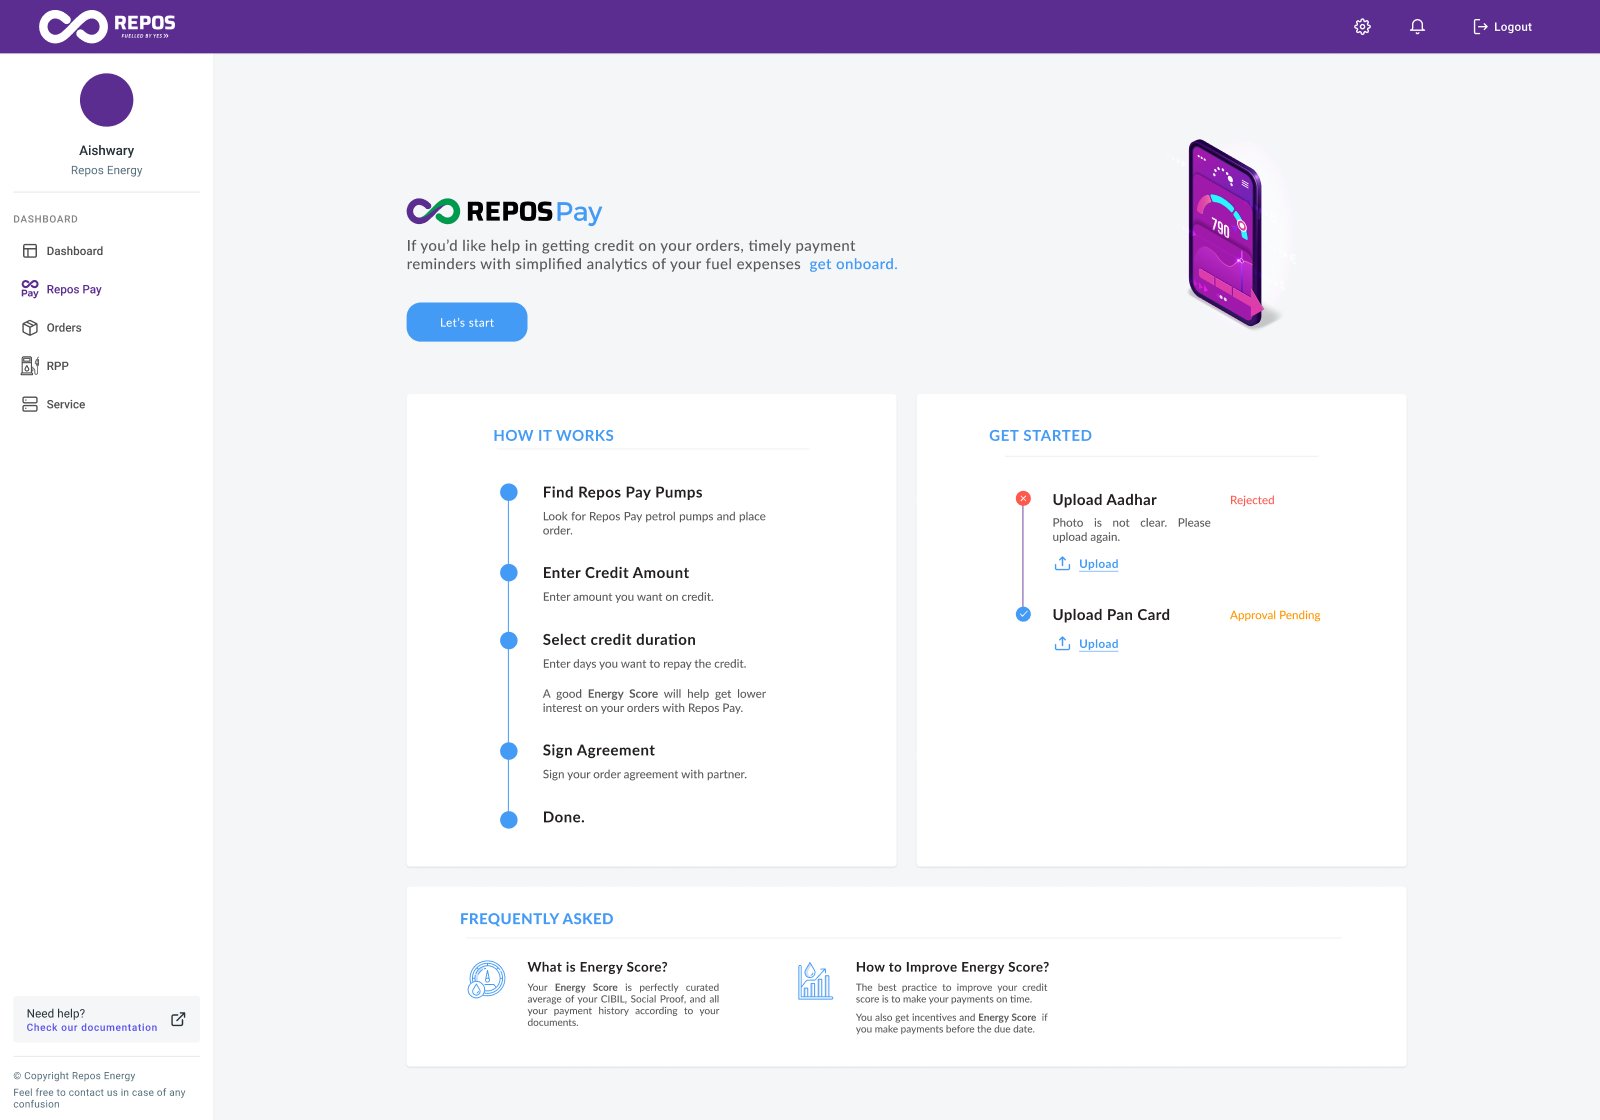 REPOS
FUELLED BY YES
Logout
Aishwary
Repos Energy
DASHBOARD
Dashboard
Pay Repos Pay
Orders
RPP
Service
Need help?
Check our documentation
© Copyright Repos Energy
Feel free to contact us in case of any
confusion
REPOS Pay
If you’d like help in getting credit on your orders, timely payment
reminders with simplified analytics of your fuel expenses get onboard.
Let’s start
790
HOW IT WORKS
Find Repos Pay Pumps
Look for Repos Pay petrol pumps and place
order.
Enter Credit Amount
Enter amount you want on credit.
Select credit duration
Enter days you want to repay the credit.
A good Energy Score will help get lower
interest on your orders with Repos Pay.
Sign Agreement
Sign your order agreement with partner.
Done.
GET STARTED
Upload Aadhar Rejected
Photo is not clear. Please
upload again.
Upload
Upload Pan Card Approval Pending
Upload
FREQUENTLY ASKED
What is Energy Score?
Your Energy Score is perfectly curated
average of your CIBIL, Social Proof, and all
your payment history according to your
documents.
How to Improve Energy Score?
The best practice to improve your credit
score is to make your payments on time.
You also get incentives and Energy Score if
you make payments before the due date.